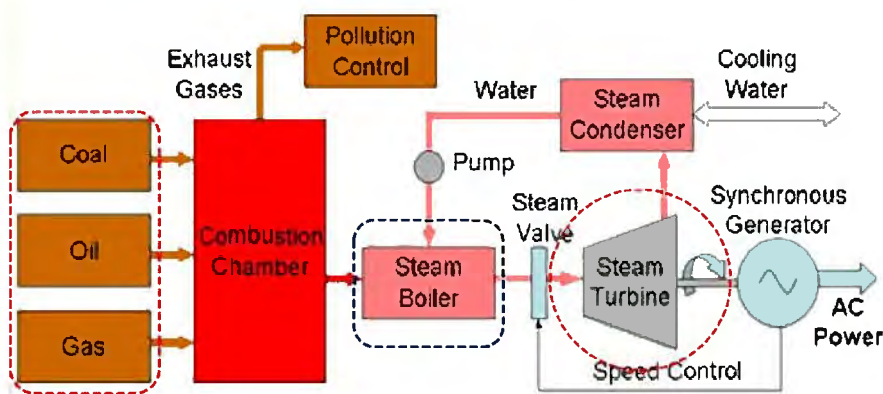 Pollution
Control
Exhaust
Gases
Cooling
Water
Water
Steam
Condenser
Coal
Pump
Synchronous
Generator
Steam
Valve
Oil
Combustion
Chamber
Steam
Boiler
Steam
Turbine
AC
Power
Gas
Speed Control